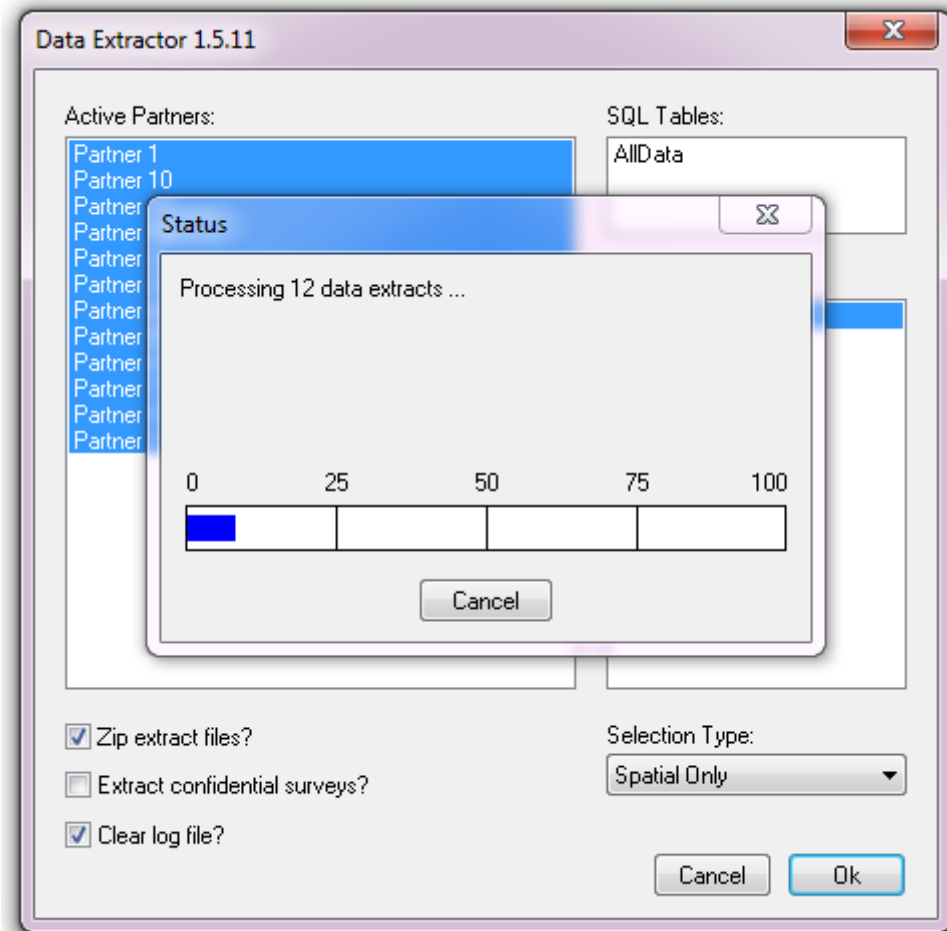 Data Extractor 1.5.11
Active Partners:
SQL Tables:
Partner 1
Partner 10
Partner
Partner
Partner
Partner
Partner
Partner
Partner
Partner
Partner
Partner
AllData
Status
Processing 12 data extracts ...
0 25 50 75 100
Cancel
Zip extract files?
Extract confidential surveys?
Clear log file?
Selection Type:
Spatial Only
Cancel Ok